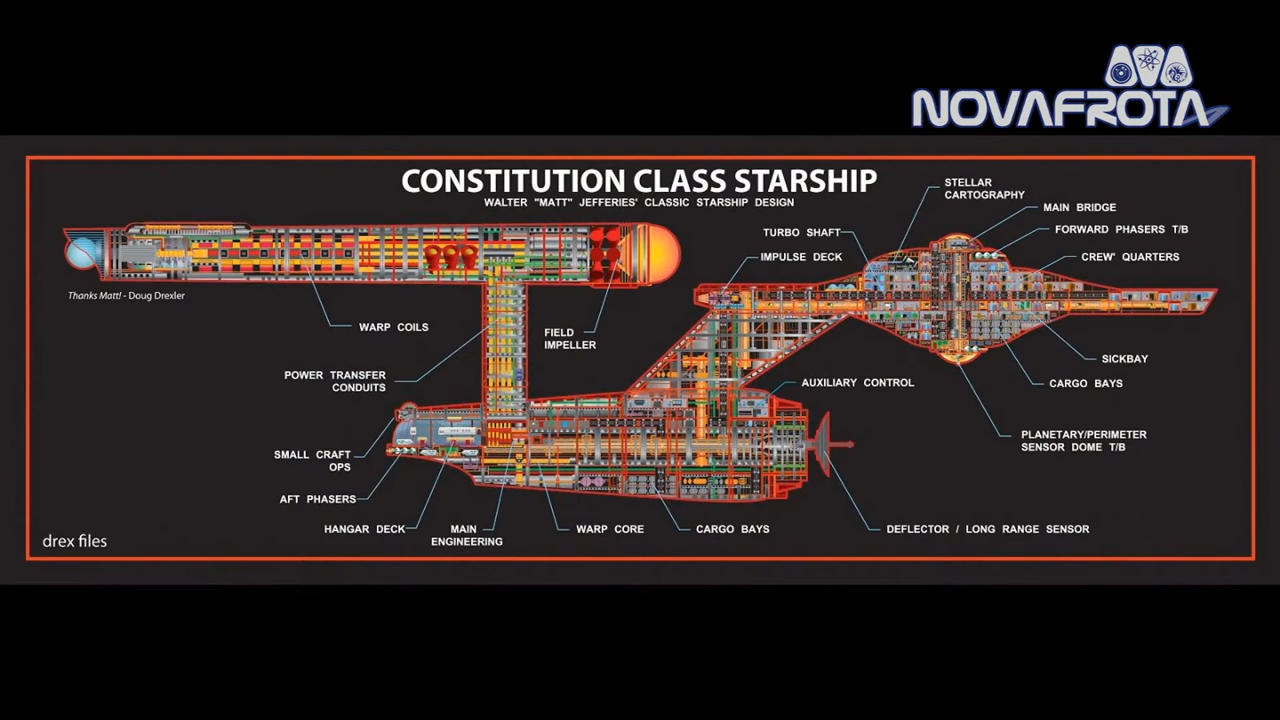 NOVAFROTA
CONSTITUTION CLASS STARSHIP
WALTER "MATT" JEFFERIES' CLASSIC STARSHIP DESIGN
STELLAR
CARTOGRAPHY
MAIN BRIDGE
TURBO SHAFT
FORWARD PHASERS T/B
IMPULSE DECK
CREW' QUARTERS
Thanks Matt! - Doug Drexler
WARP COILS
FIELD
IMPELLER
SICKBAY
POWER TRANSFER
CONDUITS
AUXILIARY CONTROL
CARGO BAYS
PLANETARY/PERIMETER
SENSOR DOME T/B
SMALL CRAFT
OPS
AFT PHASERS
HANGAR DECK
MAIN
ENGINEERING
WARP CORE
CARGO BAYS
DEFLECTOR / LONG RANGE SENSOR
drex files